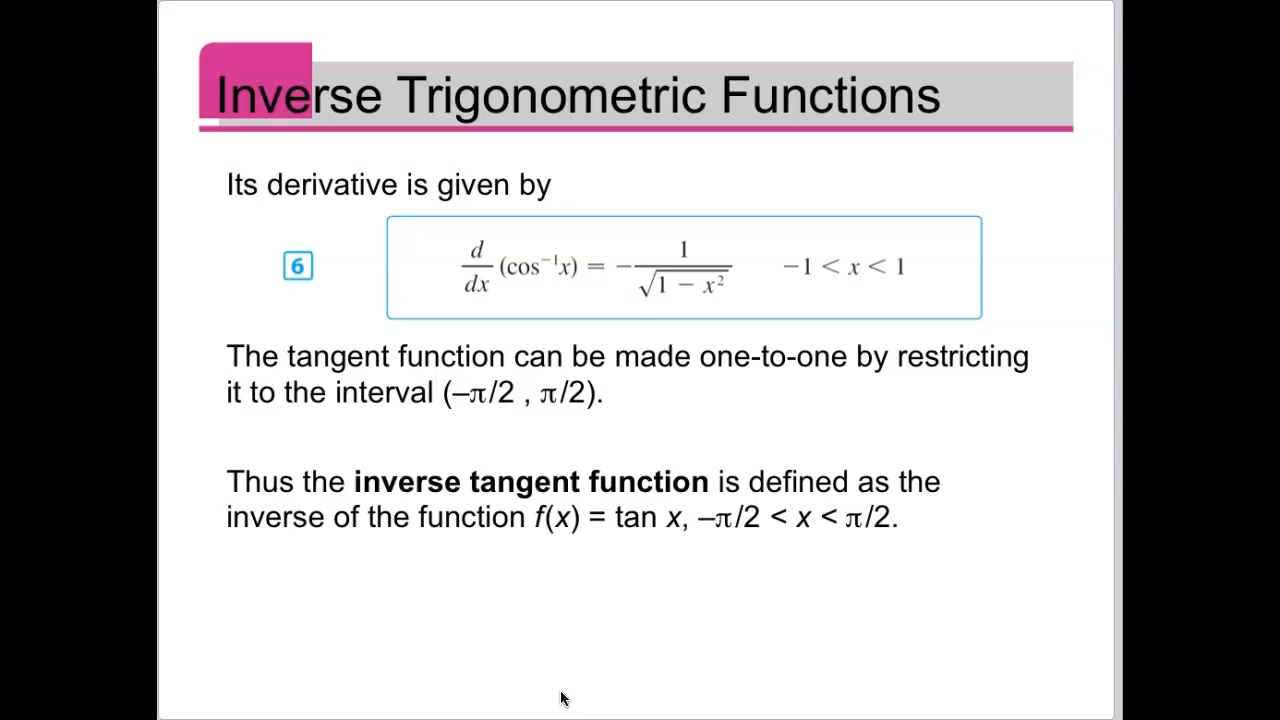 Inverse Trigonometric Functions
Its derivative is given by
6 d/dx (cos⁻¹x) = − 1/√(1 − x²) −1 < x < 1
The tangent function can be made one-to-one by restricting
it to the interval (–π/2 , π/2).
Thus the inverse tangent function is defined as the
inverse of the function f(x) = tan x, –π/2 < x < π/2.